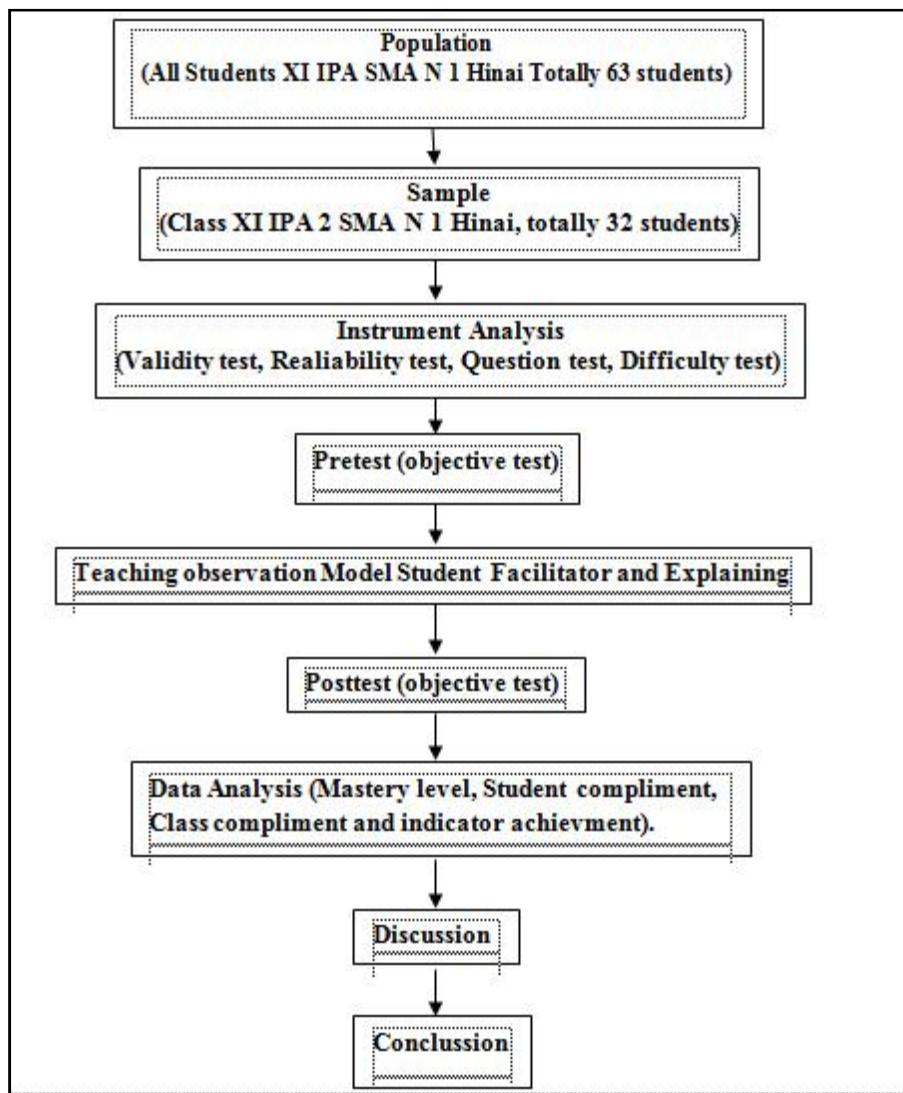 Population
(All Students XI IPA SMA N 1 Hinai Totally 63 students)
Sample
(Class XI IPA 2 SMA N 1 Hinai, totally 32 students)
Instrument Analysis
(Validity test, Realiability test, Question test, Difficulty test)
Pretest (objective test)
Teaching observation Model Student Facilitator and Explaining
Posttest (objective test)
Data Analysis (Mastery level, Student compliment,
Class compliment and indicator achievment).
Discussion
Conclussion